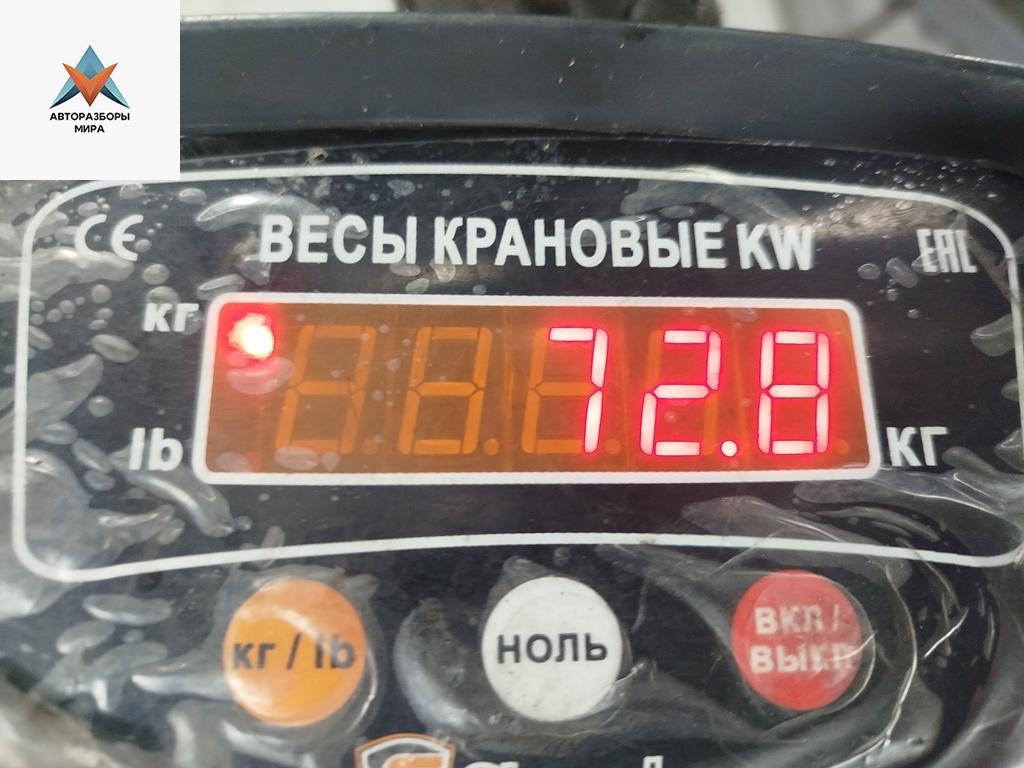 АВТОРАЗБОРЫ
МИРА
CE
ВЕСЫ КРАНОВЫЕ KW
EAC
кг
72.8
lb
КГ
кг / lb
НОЛЬ
ВКЛ /
ВЫКЛ